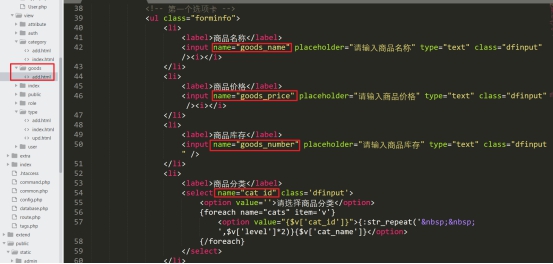 User.php
view
attribute
auth
category
add.html
index.html
goods
add.html
index
public
role
type
add.html
index.html
upd.html
user
extra
index
.htaccess
command.php
common.php
config.php
database.php
route.php
tags.php
extend
public
static
admin
38 <!-- 第一个选项卡 -->
39 <ul class="forminfo">
40 <li>
41 <label>商品名称</label>
42 <input name="goods_name" placeholder="请输入商品名称" type="text" class="dfinput"
/><i></i>
43 </li>
44 <li>
45 <label>商品价格</label>
46 <input name="goods_price" placeholder="请输入商品价格" type="text" class="dfinput"
/><i></i>
47 </li>
48 <li>
49 <label>商品库存</label>
50 <input name="goods_number" placeholder="请输入商品库存" type="text" class="dfinput
" />
51 </li>
52 <li>
53 <label>商品分类</label>
54 <select name="cat_id" class='dfinput'>
55 <option value=''>请选择商品分类</option>
56 {foreach name="cats" item='v'}
57 <option value="{$v['cat_id']}">{:str_repeat('&nbsp;&nbsp;
',$v['level']*2)}{$v['cat_name']}</option>
58 {/foreach}
59 </select>
60 </li>